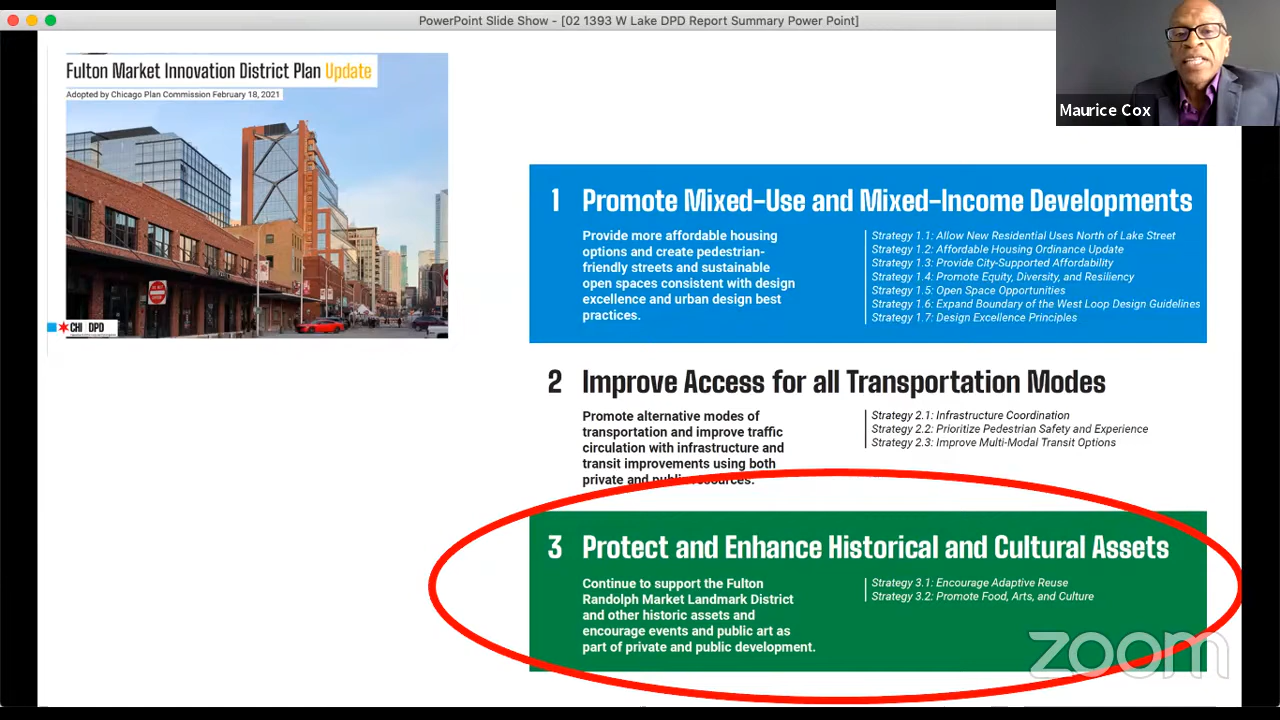 PowerPoint Slide Show - [02 1393 W Lake DPD Report Summary Power Point]
Maurice Cox
Fulton Market Innovation District Plan Update
Adopted by Chicago Plan Commission February 18, 2021
DO NOT
ENTER
CHI DPD
1 Promote Mixed-Use and Mixed-Income Developments
Provide more affordable housing
options and create pedestrian-
friendly streets and sustainable
open spaces consistent with design
excellence and urban design best
practices.
Strategy 1.1: Allow New Residential Uses North of Lake Street
Strategy 1.2: Affordable Housing Ordinance Update
Strategy 1.3: Provide City-Supported Affordability
Strategy 1.4: Promote Equity, Diversity, and Resiliency
Strategy 1.5: Open Space Opportunities
Strategy 1.6: Expand Boundary of the West Loop Design Guidelines
Strategy 1.7: Design Excellence Principles
2 Improve Access for all Transportation Modes
Promote alternative modes of
transportation and improve traffic
circulation with infrastructure and
transit improvements using both
private and public resources.
Strategy 2.1: Infrastructure Coordination
Strategy 2.2: Prioritize Pedestrian Safety and Experience
Strategy 2.3: Improve Multi-Modal Transit Options
3 Protect and Enhance Historical and Cultural Assets
Continue to support the Fulton
Randolph Market Landmark District
and other historic assets and
encourage events and public art as
part of private and public development.
Strategy 3.1: Encourage Adaptive Reuse
Strategy 3.2: Promote Food, Arts, and Culture
zoom